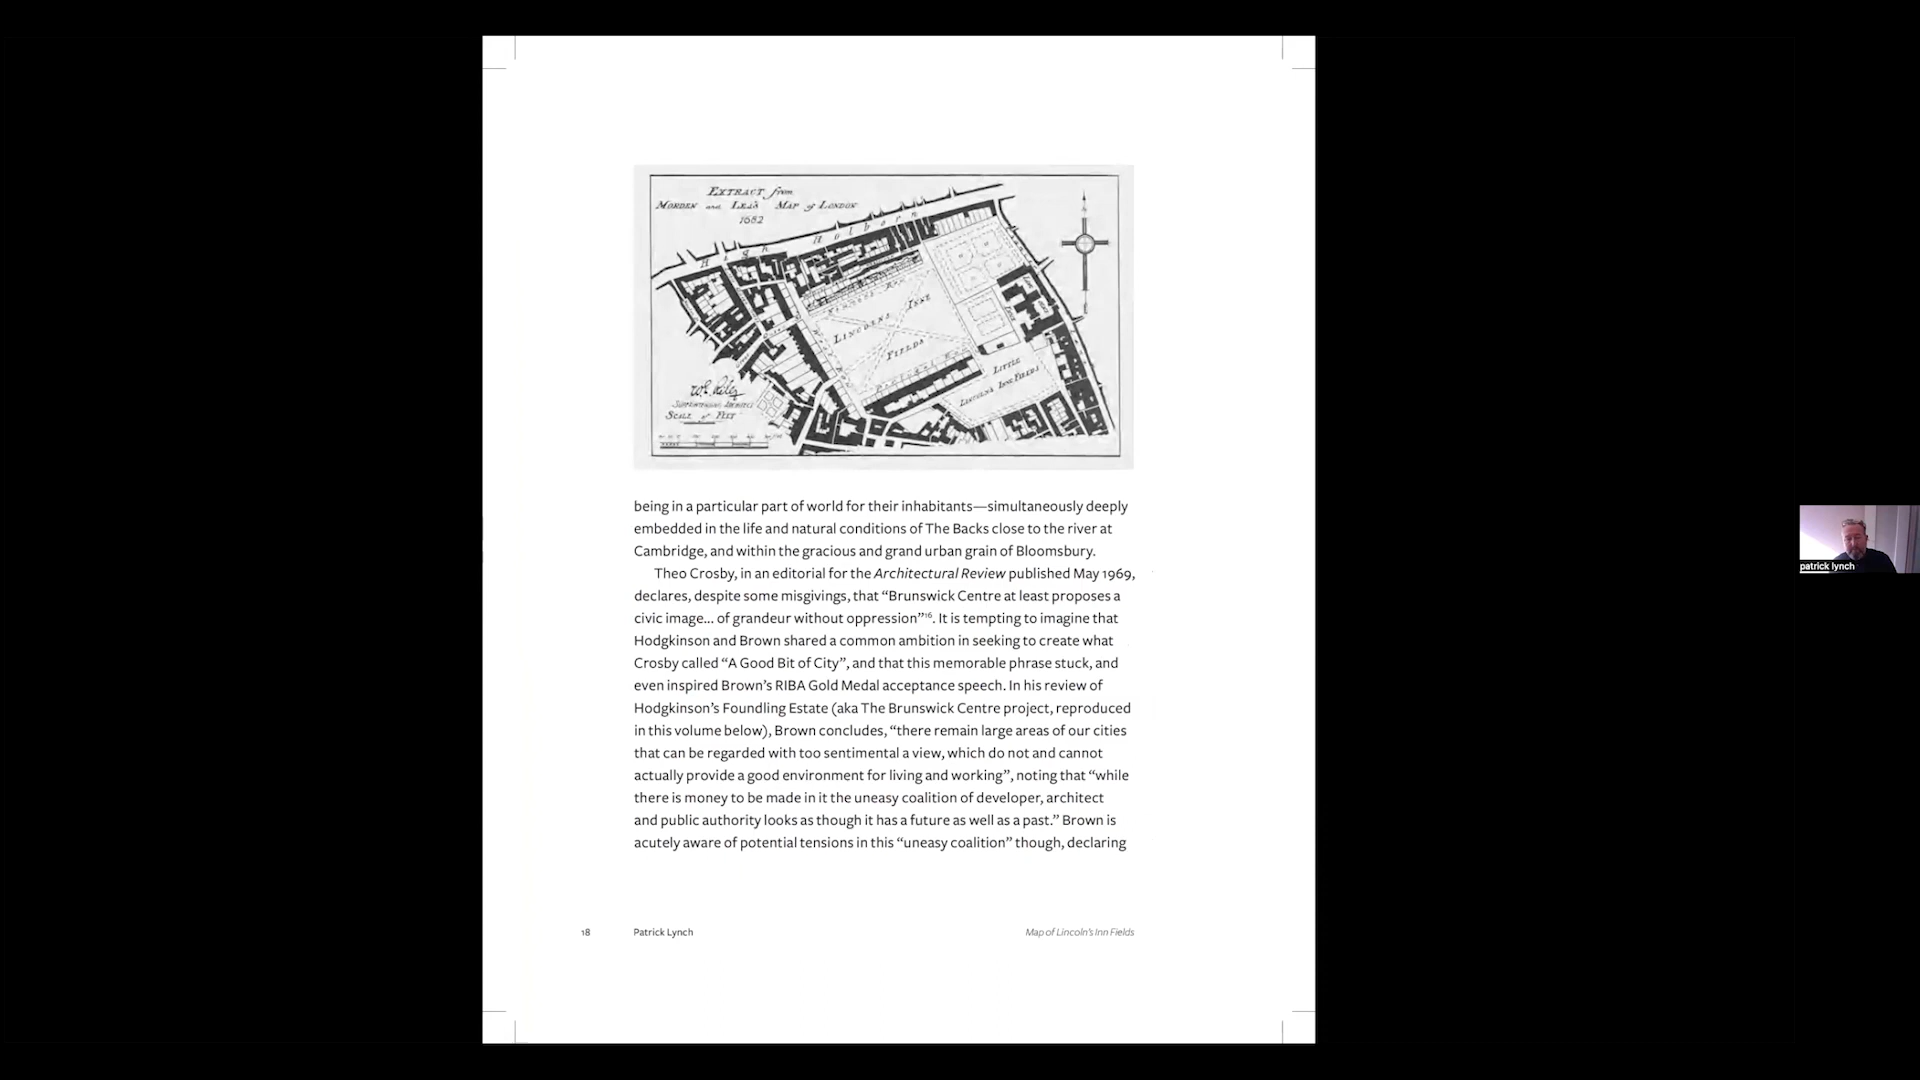 EXTRACT from
MORDEN and LEA'S MAP of LONDON
1682
High Holborn
LINCOLNS INNE
FIELDS
LITTLE
LINCOLNS INNE FIELDS
SCALE of FEET
being in a particular part of world for their inhabitants—simultaneously deeply
embedded in the life and natural conditions of The Backs close to the river at
Cambridge, and within the gracious and grand urban grain of Bloomsbury.
Theo Crosby, in an editorial for the Architectural Review published May 1969,
declares, despite some misgivings, that “Brunswick Centre at least proposes a
civic image... of grandeur without oppression”¹⁶. It is tempting to imagine that
Hodgkinson and Brown shared a common ambition in seeking to create what
Crosby called “A Good Bit of City”, and that this memorable phrase stuck, and
even inspired Brown’s RIBA Gold Medal acceptance speech. In his review of
Hodgkinson’s Foundling Estate (aka The Brunswick Centre project, reproduced
in this volume below), Brown concludes, “there remain large areas of our cities
that can be regarded with too sentimental a view, which do not and cannot
actually provide a good environment for living and working”, noting that “while
there is money to be made in it the uneasy coalition of developer, architect
and public authority looks as though it has a future as well as a past.” Brown is
acutely aware of potential tensions in this “uneasy coalition” though, declaring
18 Patrick Lynch Map of Lincoln’s Inn Fields
patrick lynch